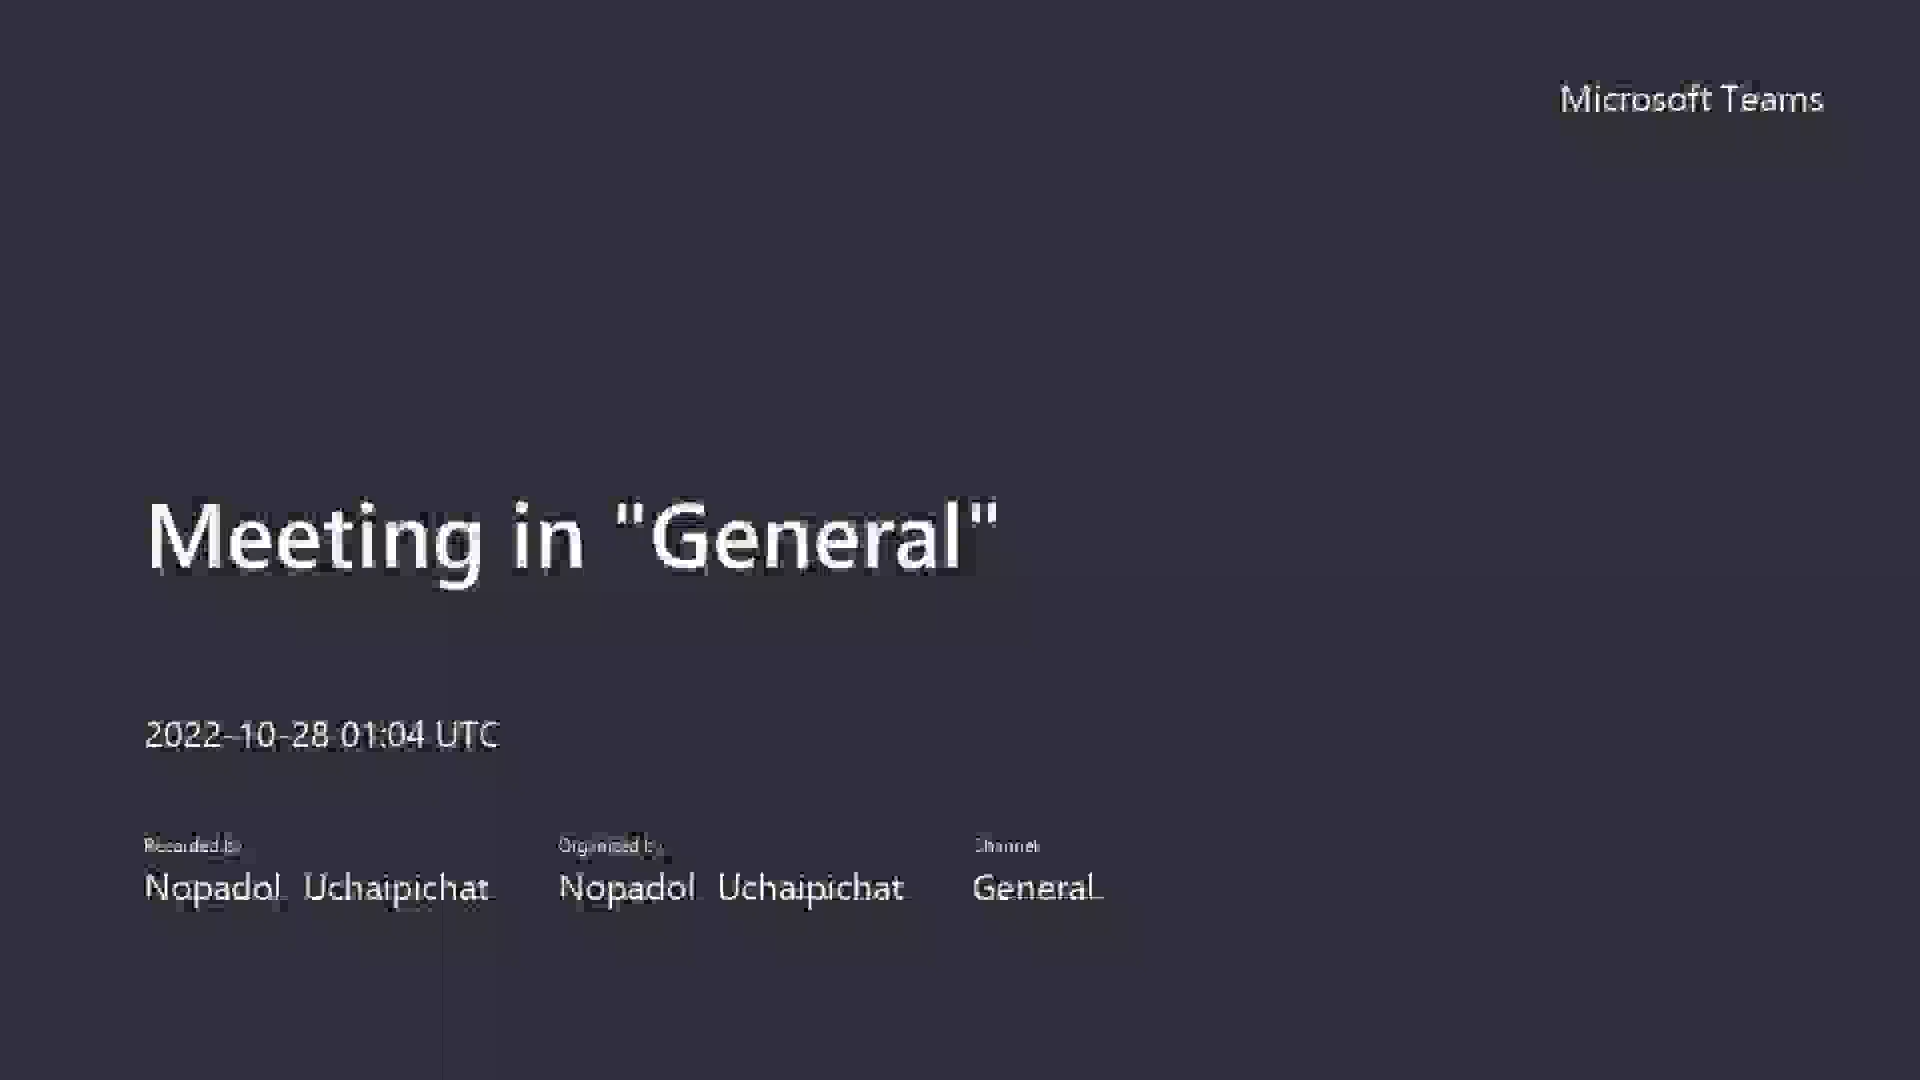 Microsoft Teams
Meeting in "General"
2022-10-28 01:04 UTC
Recorded by Organized by Channel
Nopadol Uchaipichat Nopadol Uchaipichat General